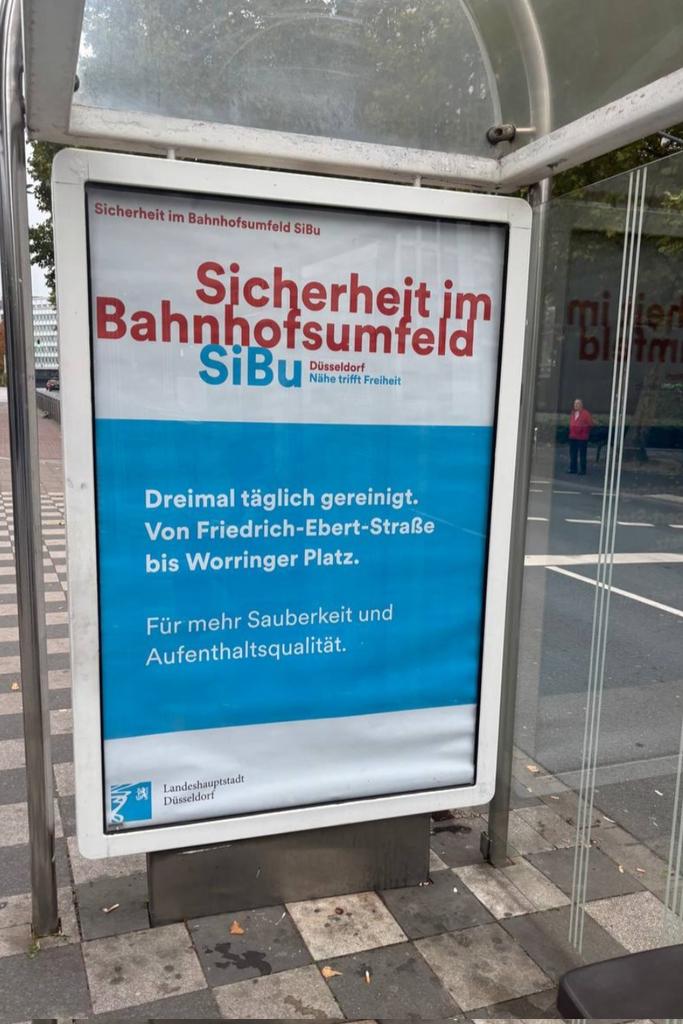 Sicherheit im Bahnhofsumfeld SiBu
Sicherheit im
Bahnhofsumfeld
SiBu
Düsseldorf
Nähe trifft Freiheit
Dreimal täglich gereinigt.
Von Friedrich-Ebert-Straße
bis Worringer Platz.
Für mehr Sauberkeit und
Aufenthaltsqualität.
Landeshauptstadt
Düsseldorf